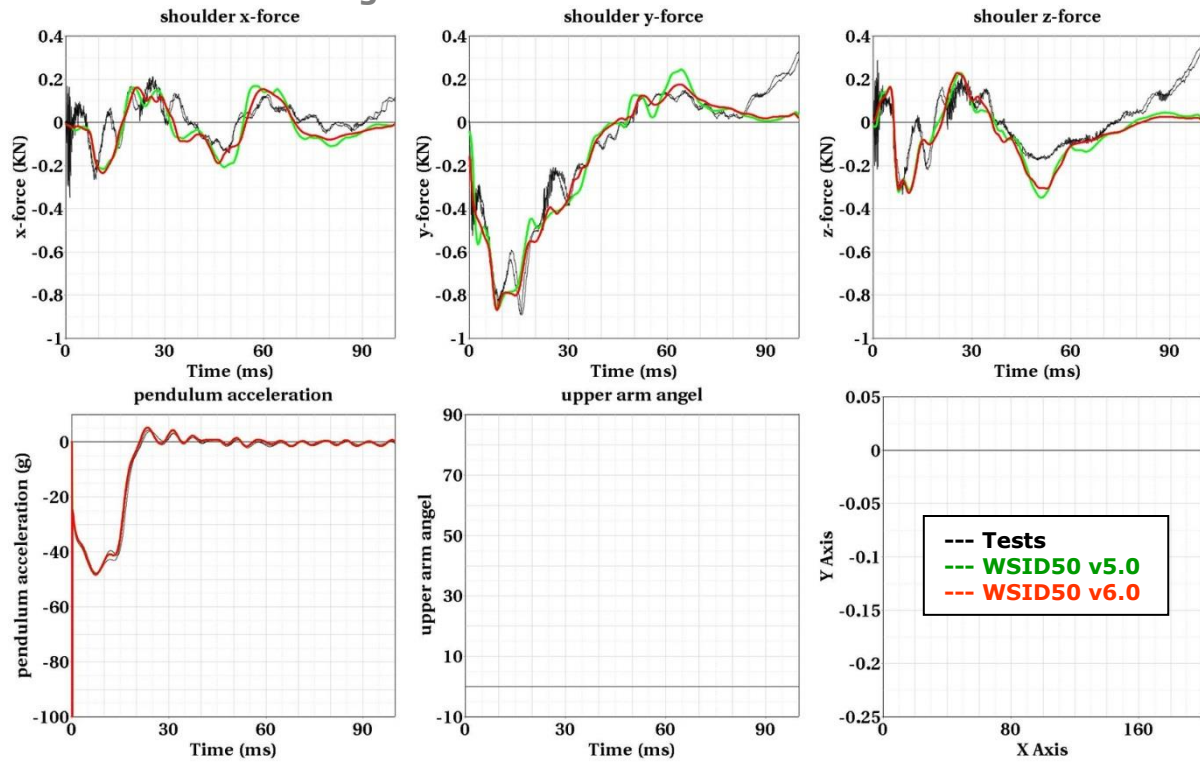 shoulder x-force
x-force (KN)
0.4
0.2
0
-0.2
-0.4
-0.6
-0.8
-1
0 30 60 90
Time (ms)
shoulder y-force
y-force (KN)
0.4
0.2
0
-0.2
-0.4
-0.6
-0.8
-1
0 30 60 90
Time (ms)
shouler z-force
z-force (KN)
0.4
0.2
0
-0.2
-0.4
-0.6
-0.8
-1
0 30 60 90
Time (ms)
pendulum acceleration
pendulum acceleration (g)
0
-20
-40
-60
-80
-100
0 30 60 90
Time (ms)
upper arm angel
upper arm angel
90
70
50
30
10
-10
0 30 60 90
Time (ms)
Y Axis
0.05
0
-0.05
-0.1
-0.15
-0.2
-0.25
0 80 160
X Axis
--- Tests
--- WSID50 v5.0
--- WSID50 v6.0